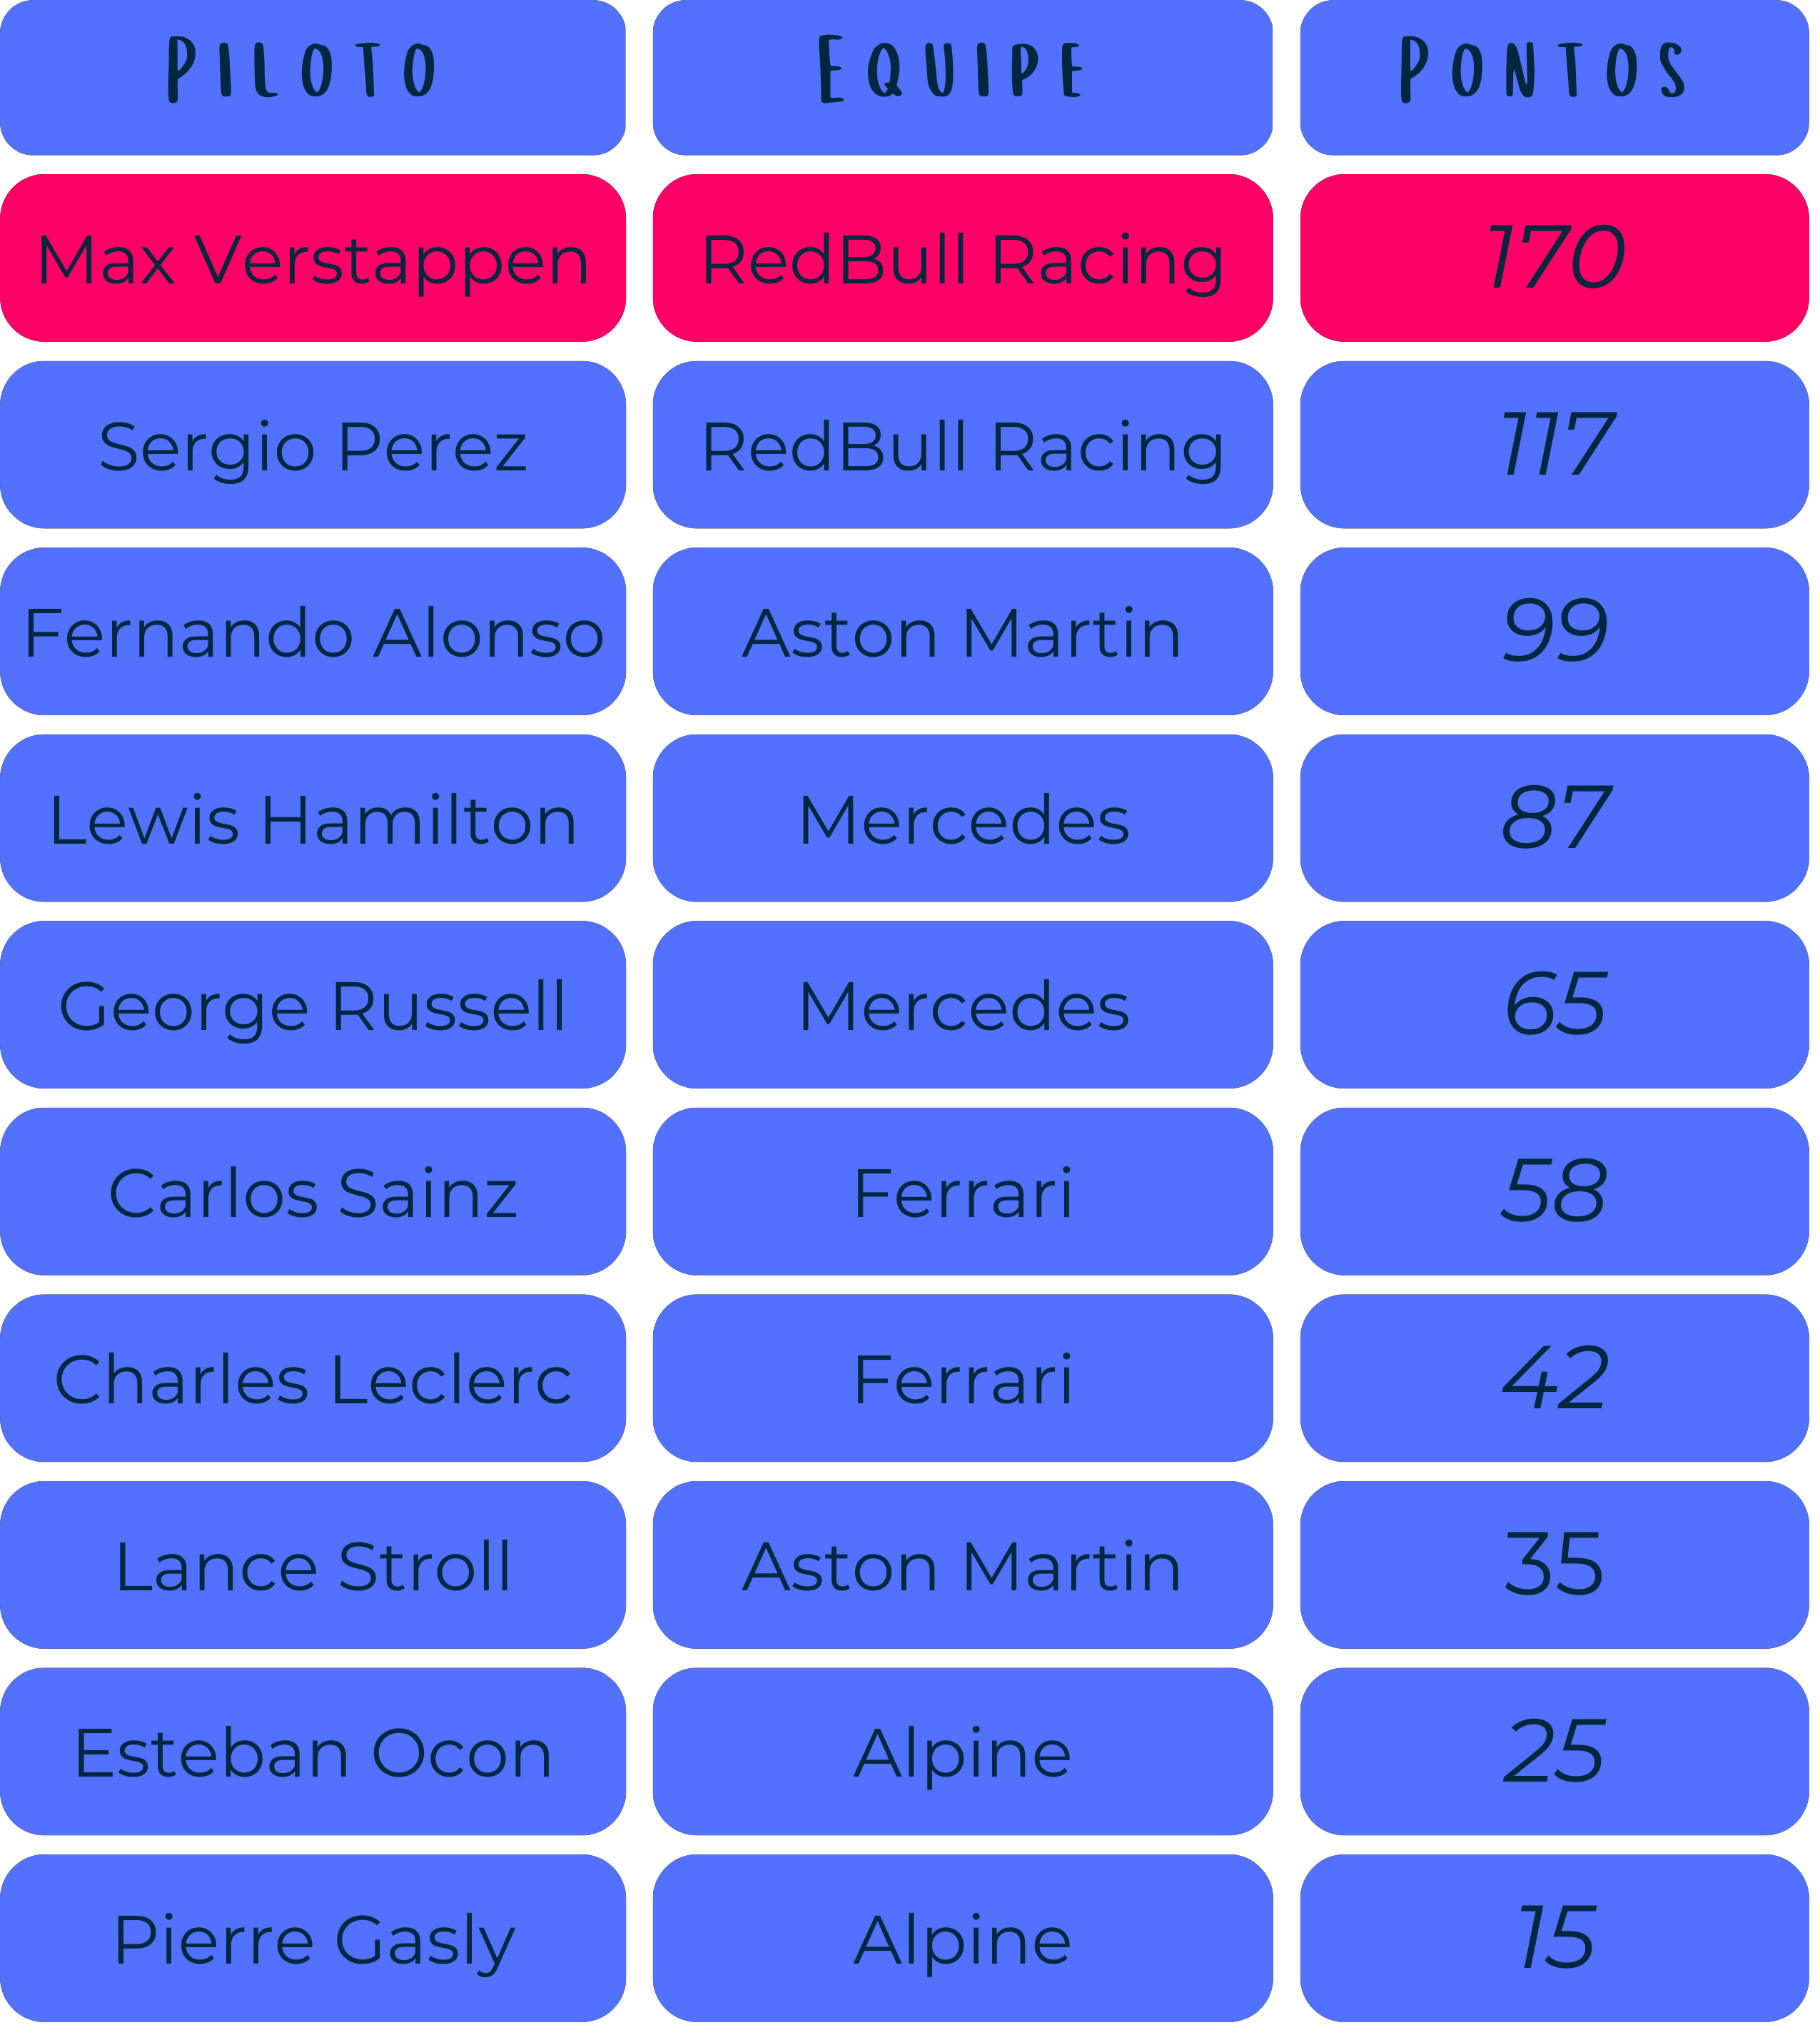 Piloto Equipe Pontos
Max Verstappen RedBull Racing 170
Sergio Perez RedBull Racing 117
Fernando Alonso Aston Martin 99
Lewis Hamilton Mercedes 87
George Russell Mercedes 65
Carlos Sainz Ferrari 58
Charles Leclerc Ferrari 42
Lance Stroll Aston Martin 35
Esteban Ocon Alpine 25
Pierre Gasly Alpine 15